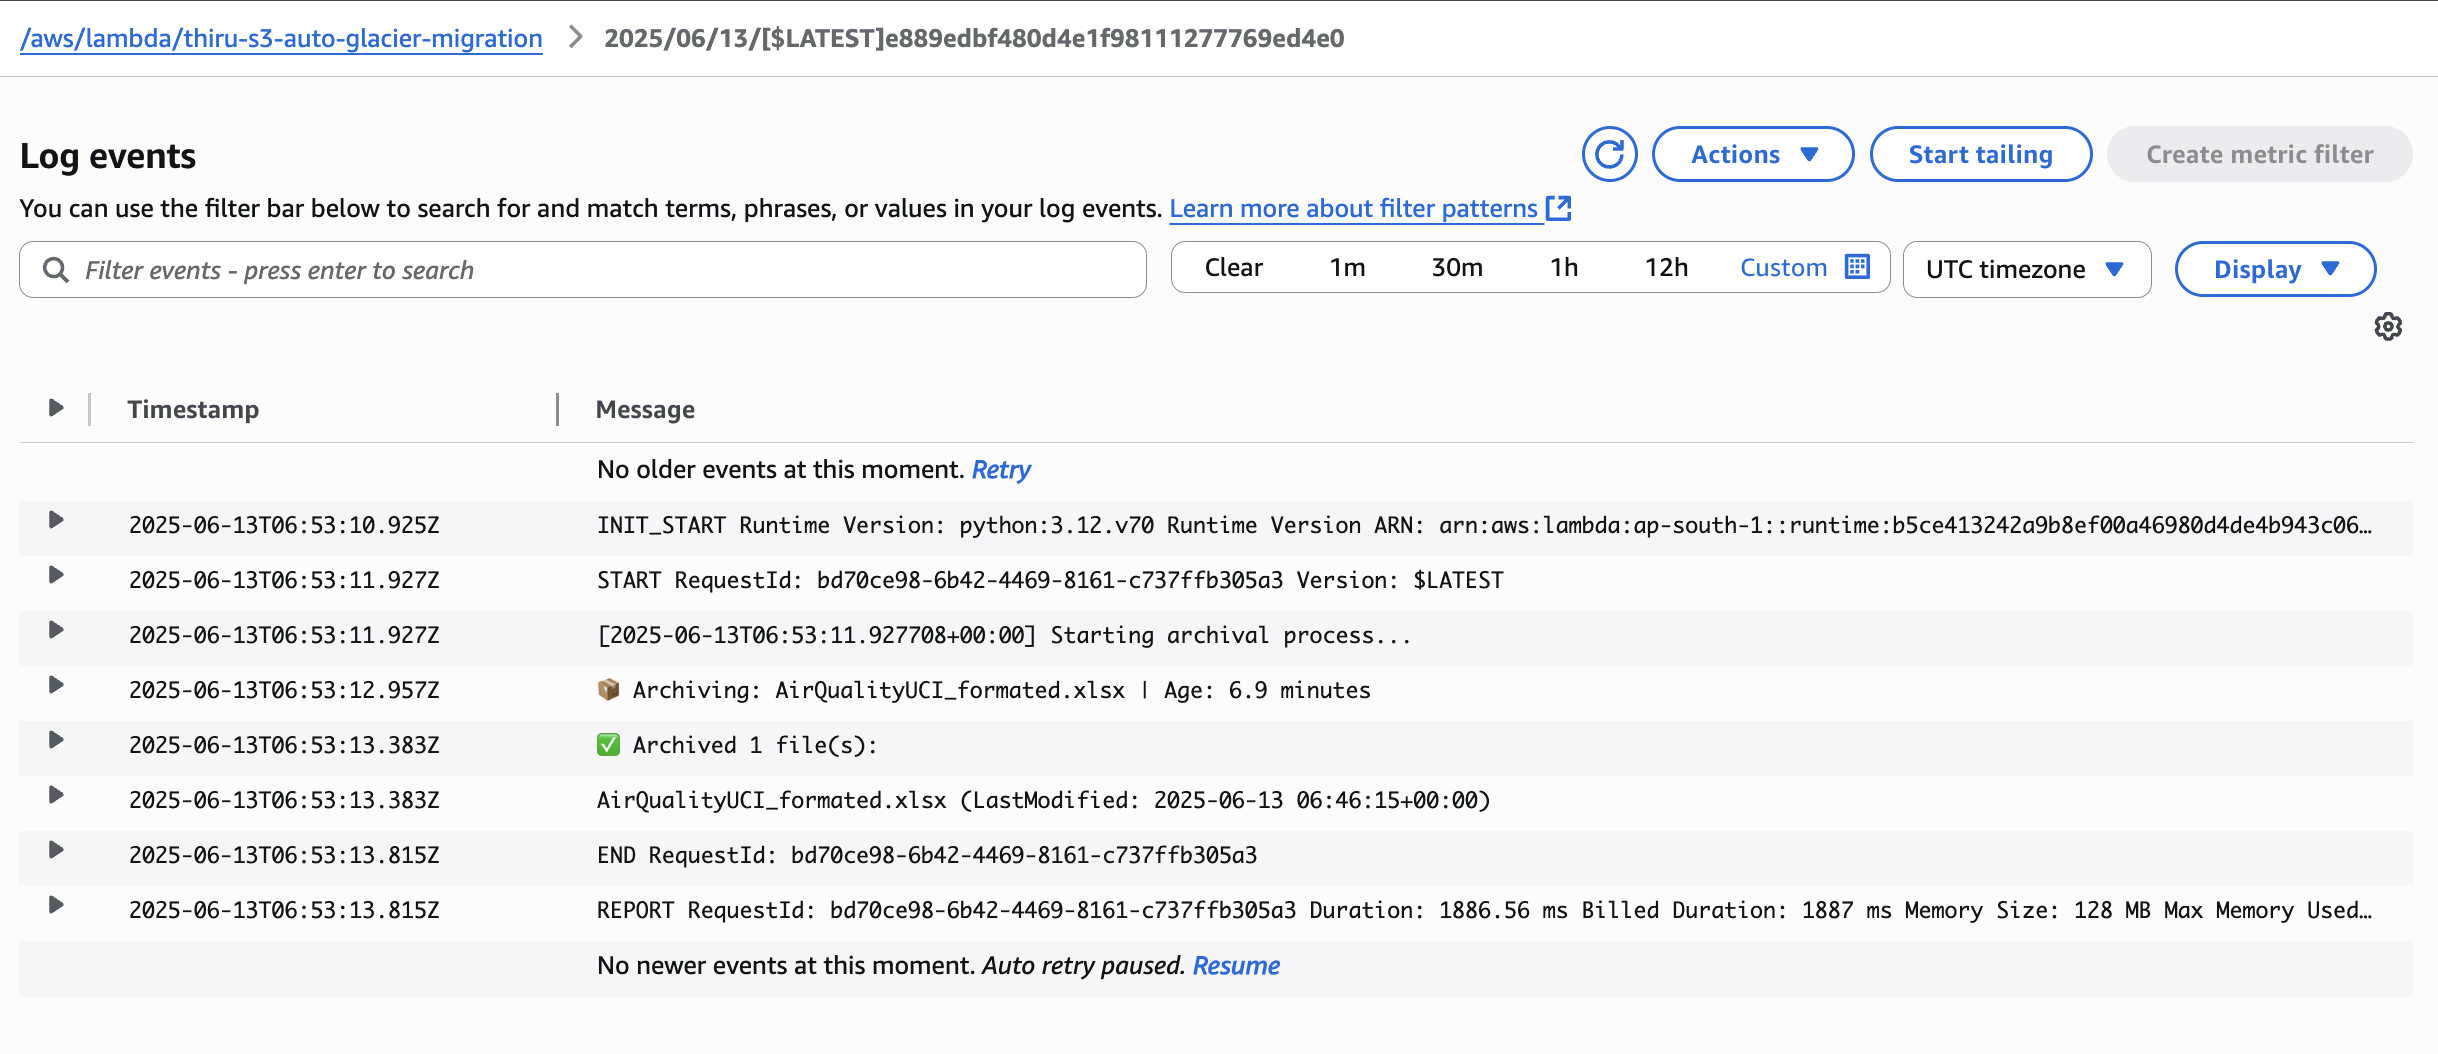 /aws/lambda/thiru-s3-auto-glacier-migration > 2025/06/13/[$LATEST]e889edbf480d4e1f98111277769ed4e0
Log events
Actions
Start tailing
Create metric filter
You can use the filter bar below to search for and match terms, phrases, or values in your log events. Learn more about filter patterns
Filter events - press enter to search
Clear 1m 30m 1h 12h Custom
UTC timezone
Display
Timestamp Message
No older events at this moment. Retry
2025-06-13T06:53:10.925Z INIT_START Runtime Version: python:3.12.v70 Runtime Version ARN: arn:aws:lambda:ap-south-1::runtime:b5ce413242a9b8ef00a46980d4de4b943c06…
2025-06-13T06:53:11.927Z START RequestId: bd70ce98-6b42-4469-8161-c737ffb305a3 Version: $LATEST
2025-06-13T06:53:11.927Z [2025-06-13T06:53:11.927708+00:00] Starting archival process...
2025-06-13T06:53:12.957Z 📦 Archiving: AirQualityUCI_formated.xlsx | Age: 6.9 minutes
2025-06-13T06:53:13.383Z ✅ Archived 1 file(s):
2025-06-13T06:53:13.383Z AirQualityUCI_formated.xlsx (LastModified: 2025-06-13 06:46:15+00:00)
2025-06-13T06:53:13.815Z END RequestId: bd70ce98-6b42-4469-8161-c737ffb305a3
2025-06-13T06:53:13.815Z REPORT RequestId: bd70ce98-6b42-4469-8161-c737ffb305a3 Duration: 1886.56 ms Billed Duration: 1887 ms Memory Size: 128 MB Max Memory Used…
No newer events at this moment. Auto retry paused. Resume